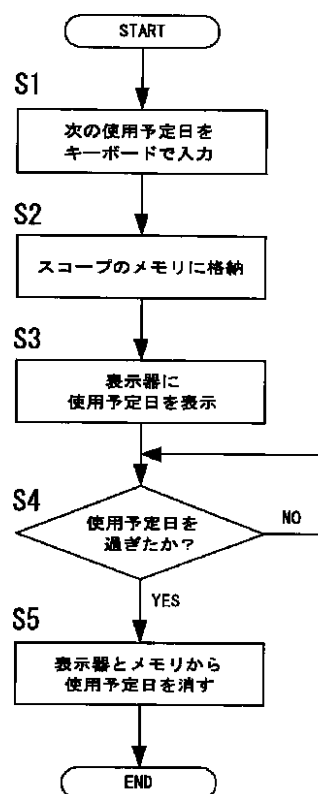 START
S1
次の使用予定日を
キーボードで入力
S2
スコープのメモリに格納
S3
表示器に
使用予定日を表示
S4
使用予定日を
過ぎたか?
NO
YES
S5
表示器とメモリから
使用予定日を消す
END